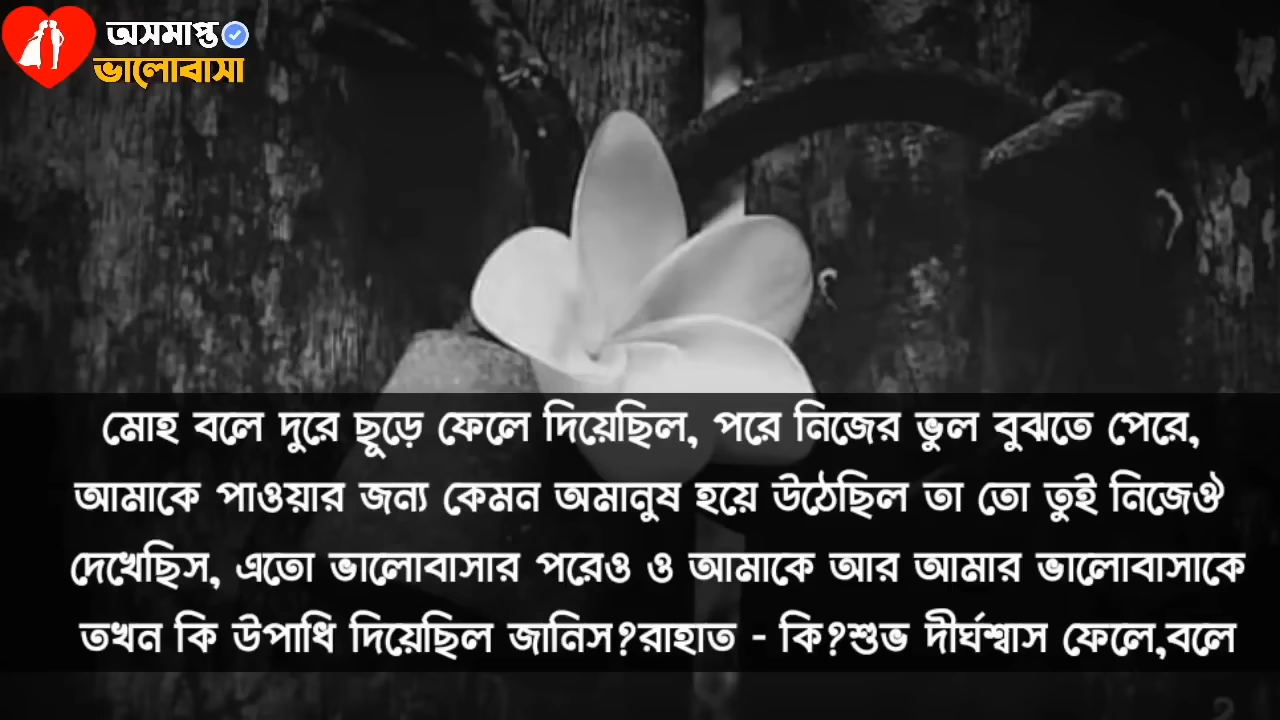 অসমাপ্ত
ভালোবাসা
মোহ বলে দুরে ছূড়ে ফেলে দিয়েছিল, পরে নিজের ভুল বুঝতে পেরে,
আমাকে পাওয়ার জন্য কেমন অমানুষ হয়ে উঠেছিল তা তো তুই নিজেঔ
দেখেছিস, এতো ভালোবাসার পরেও ও আমাকে আর আমার ভালোবাসাকে
তখন কি উপাধি দিয়েছিল জানিস?রাহাত - কি?শুভ দীর্ঘশ্বাস ফেলে,বলে